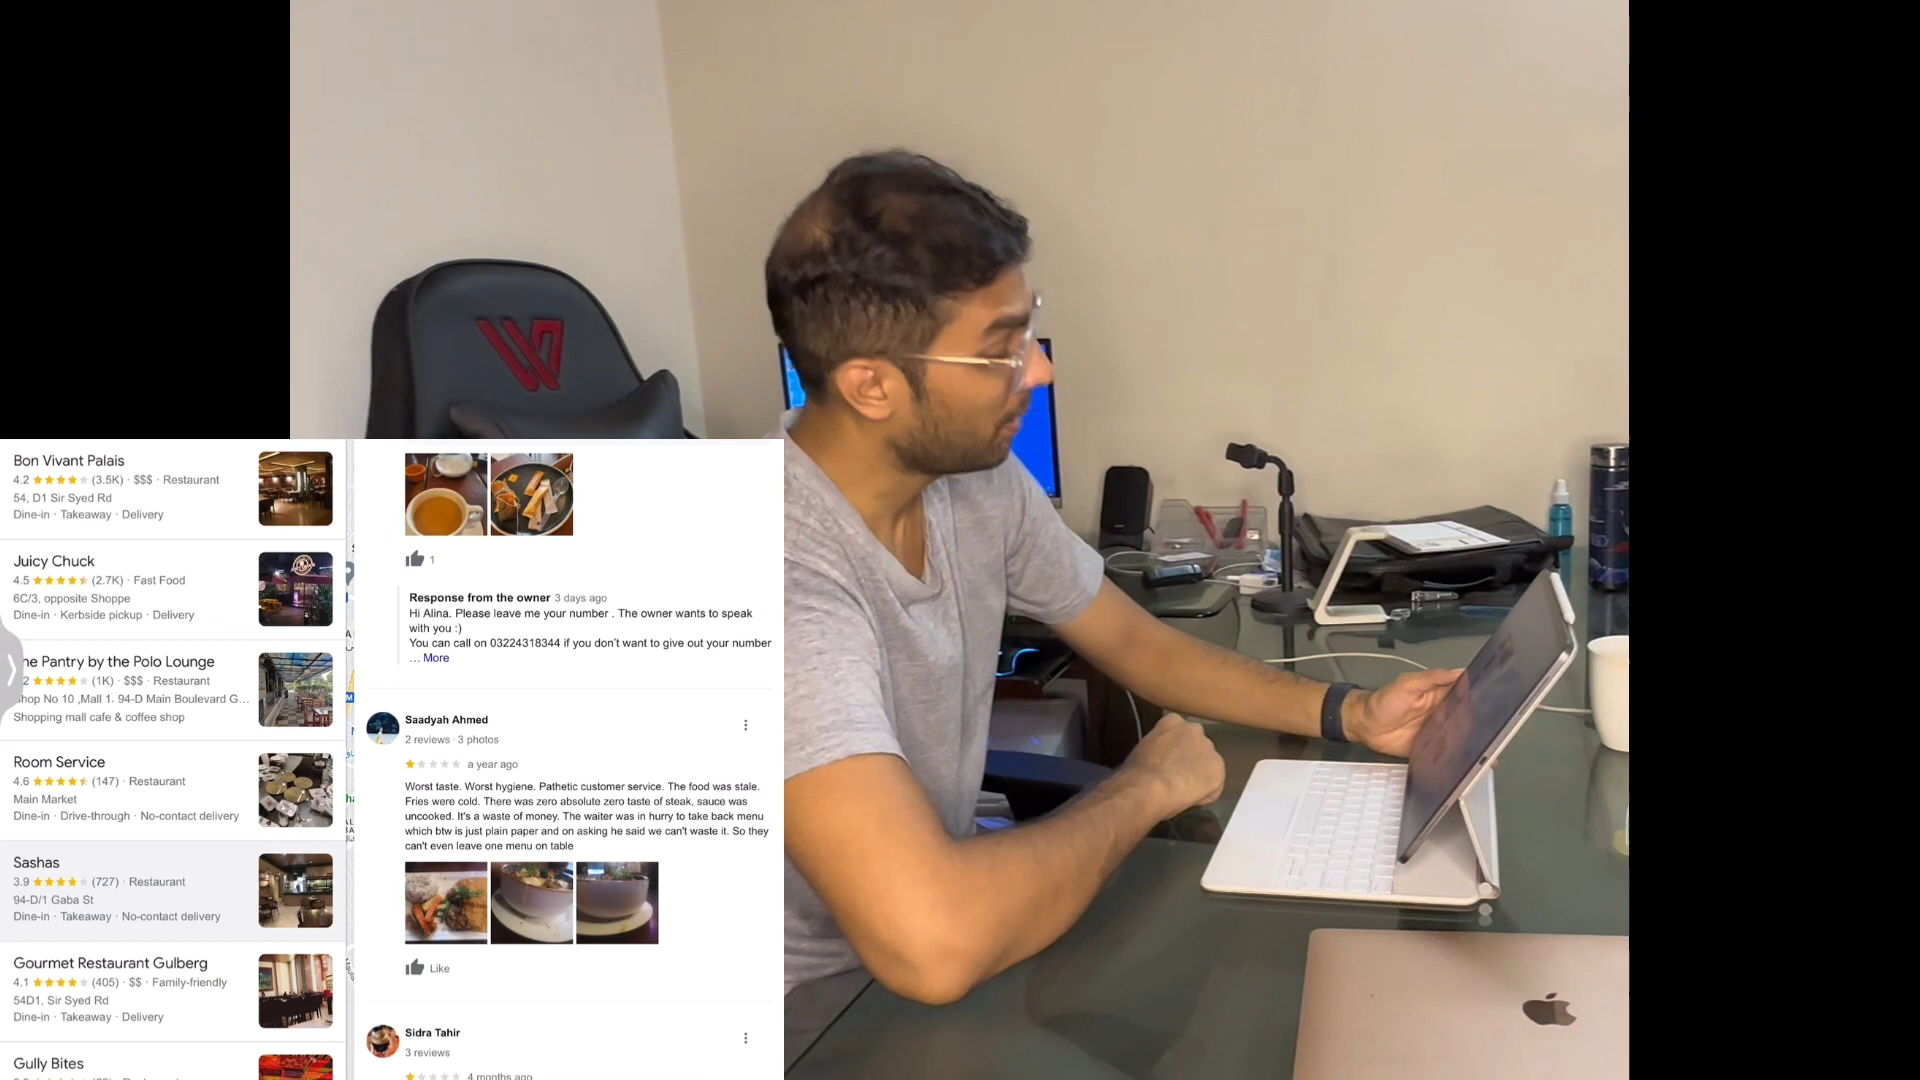 Bon Vivant Palais
4.2 (3.5K) · $$$ · Restaurant
54, D1 Sir Syed Rd
Dine-in · Takeaway · Delivery
Juicy Chuck
4.5 (2.7K) · Fast Food
6C/3, opposite Shoppe
Dine-in · Kerbside pickup · Delivery
he Pantry by the Polo Lounge
2 (1K) · $$$ · Restaurant
hop No 10 ,Mall 1, 94-D Main Boulevard G...
Shopping mall cafe & coffee shop
Room Service
4.6 (147) · Restaurant
Main Market
Dine-in · Drive-through · No-contact delivery
Sashas
3.9 (727) · Restaurant
94-D/1 Gaba St
Dine-in · Takeaway · No-contact delivery
Gourmet Restaurant Gulberg
4.1 (405) · $$ · Family-friendly
54D1, Sir Syed Rd
Dine-in · Takeaway · Delivery
Gully Bites
1
Response from the owner 3 days ago
Hi Alina. Please leave me your number . The owner wants to speak
with you :)
You can call on 03224318344 if you don't want to give out your number
... More
Saadyah Ahmed
2 reviews · 3 photos
a year ago
Worst taste. Worst hygiene. Pathetic customer service. The food was stale.
Fries were cold. There was zero absolute zero taste of steak, sauce was
uncooked. It's a waste of money. The waiter was in hurry to take back menu
which btw is just plain paper and on asking he said we can't waste it. So they
can't even leave one menu on table
Like
Sidra Tahir
3 reviews
4 months ago